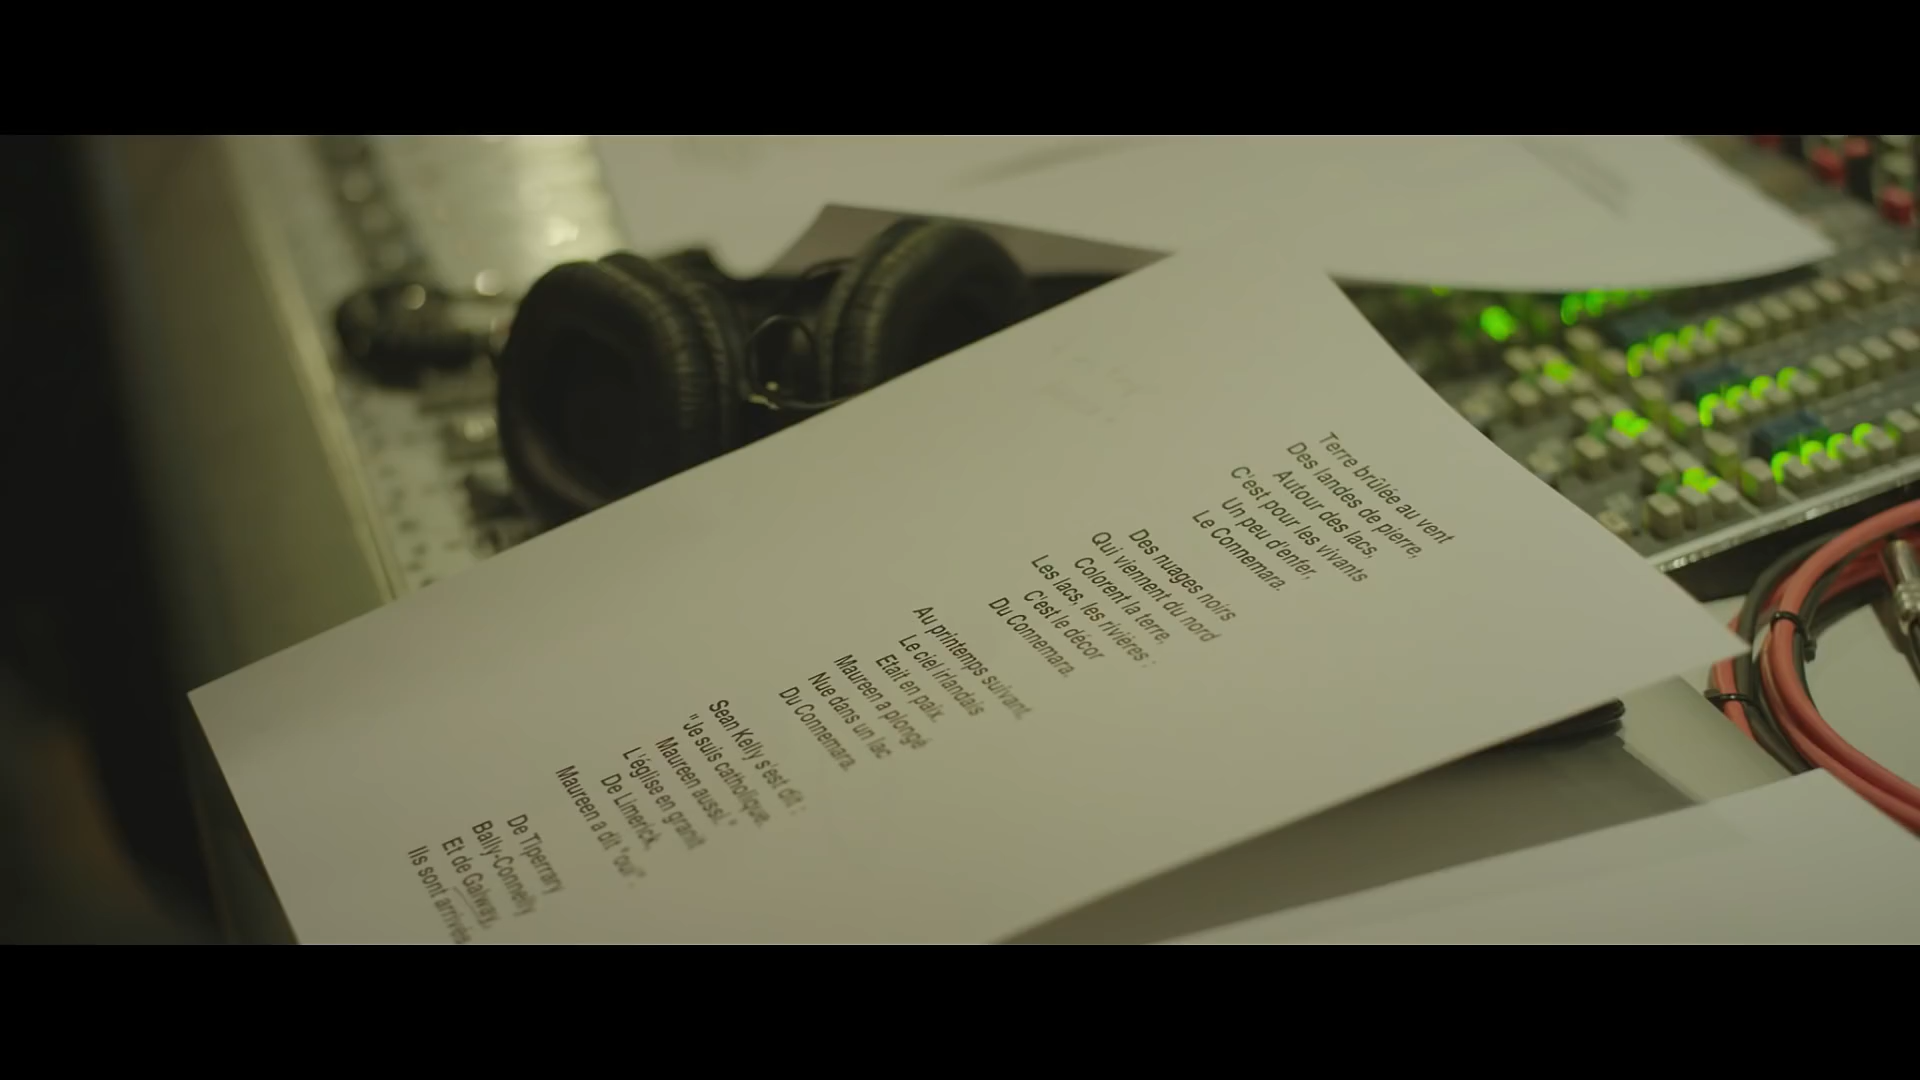 Terre brûlée au vent
Des landes de pierre,
Autour des lacs,
C'est pour les vivants
Un peu d'enfer,
Le Connemara.
Des nuages noirs
Qui viennent du nord
Colorent la terre,
Les lacs, les rivières :
C'est le décor
Du Connemara.
Au printemps suivant,
Le ciel irlandais
Etait en paix.
Maureen a plongé
Nue dans un lac
Du Connemara.
Sean Kelly s'est dit :
"Je suis catholique.
Maureen aussi."
L'église en granit
De Limerick,
Maureen a dit "oui".
De Tiperrary
Bally-Connelly
Et de Galway,
Ils sont arrivés